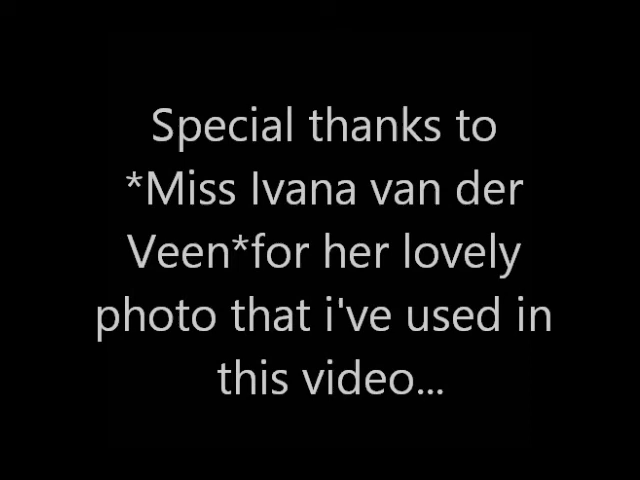 Special thanks to
*Miss Ivana van der
Veen*for her lovely
photo that i've used in
this video...